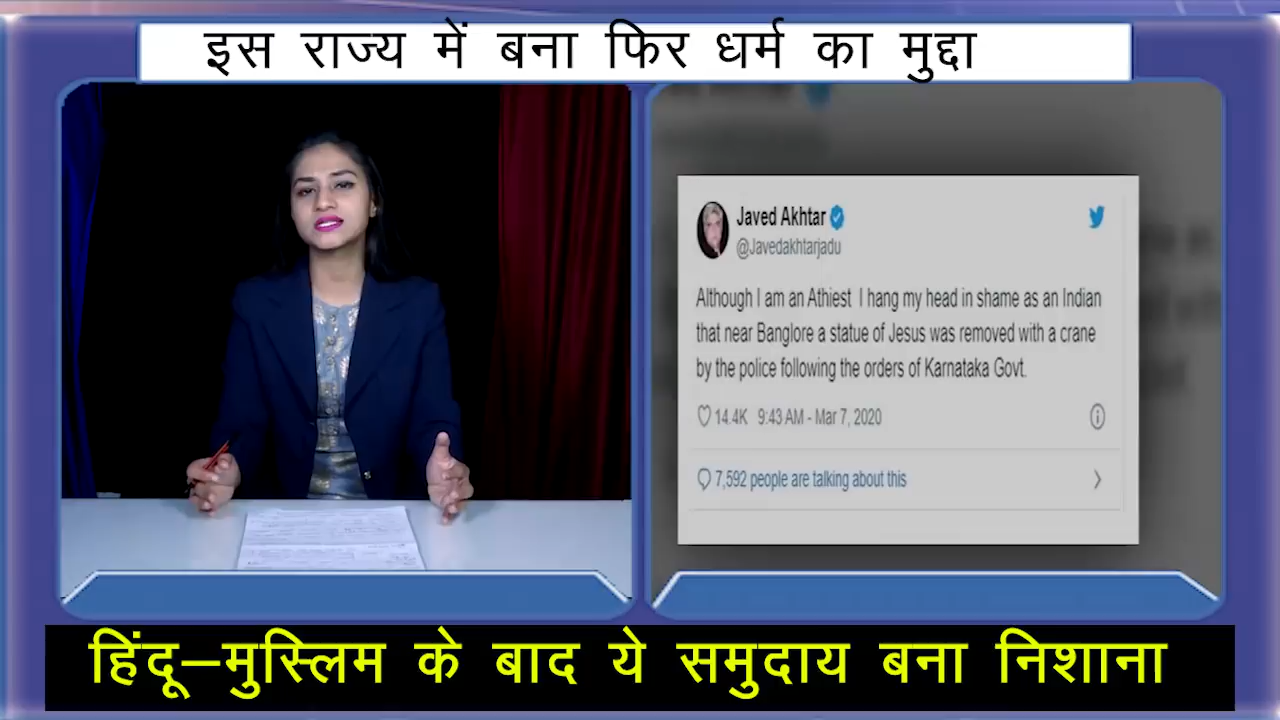 इस राज्य में बना फिर धर्म का मुद्दा
Javed Akhtar
@Javedakhtarjadu
Although I am an Athiest I hang my head in shame as an Indian
that near Banglore a statue of Jesus was removed with a crane
by the police following the orders of Karnataka Govt.
14.4K 9:43 AM - Mar 7, 2020
7,592 people are talking about this
हिंदू–मुस्लिम के बाद ये समुदाय बना निशाना